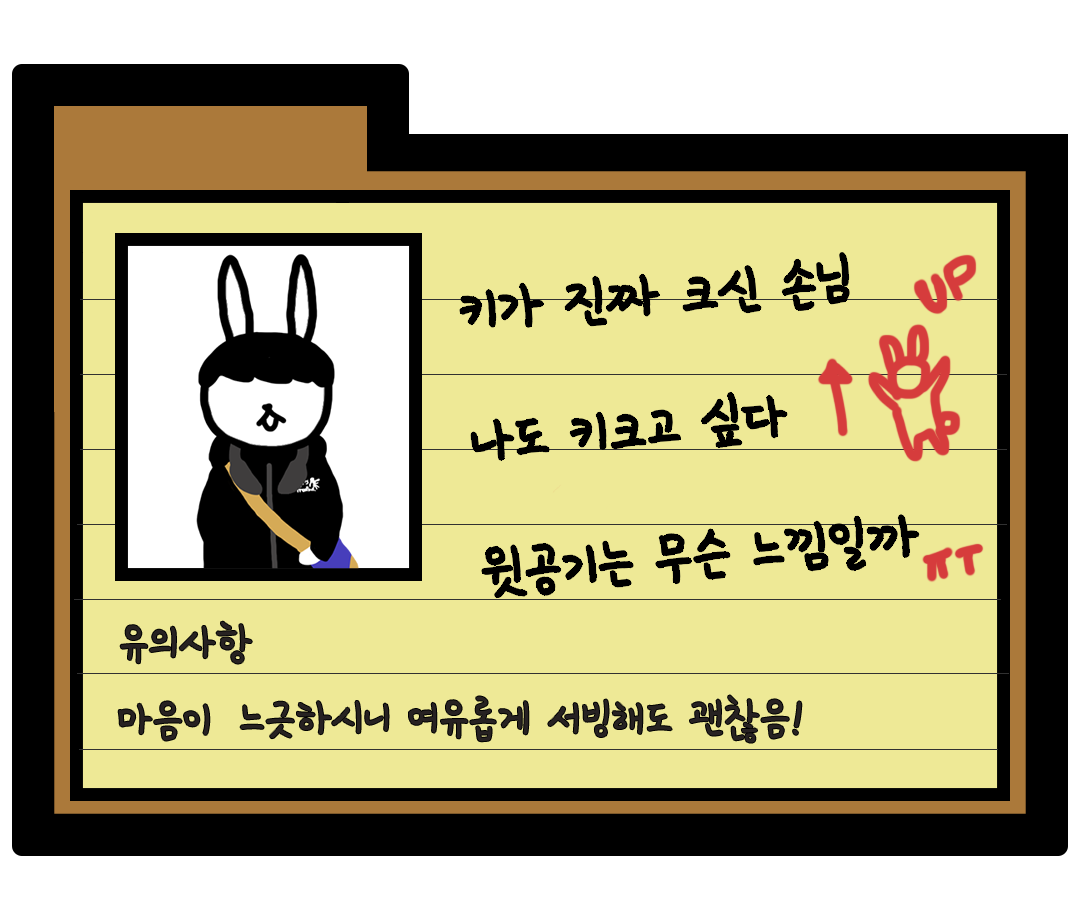 키가 진짜 크신 손님
UP
나도 키크고 싶다
윗공기는 무슨 느낌일까 ㅠㅜ
유의사항
마음이 느긋하시니 여유롭게 서빙해도 괜찮음!